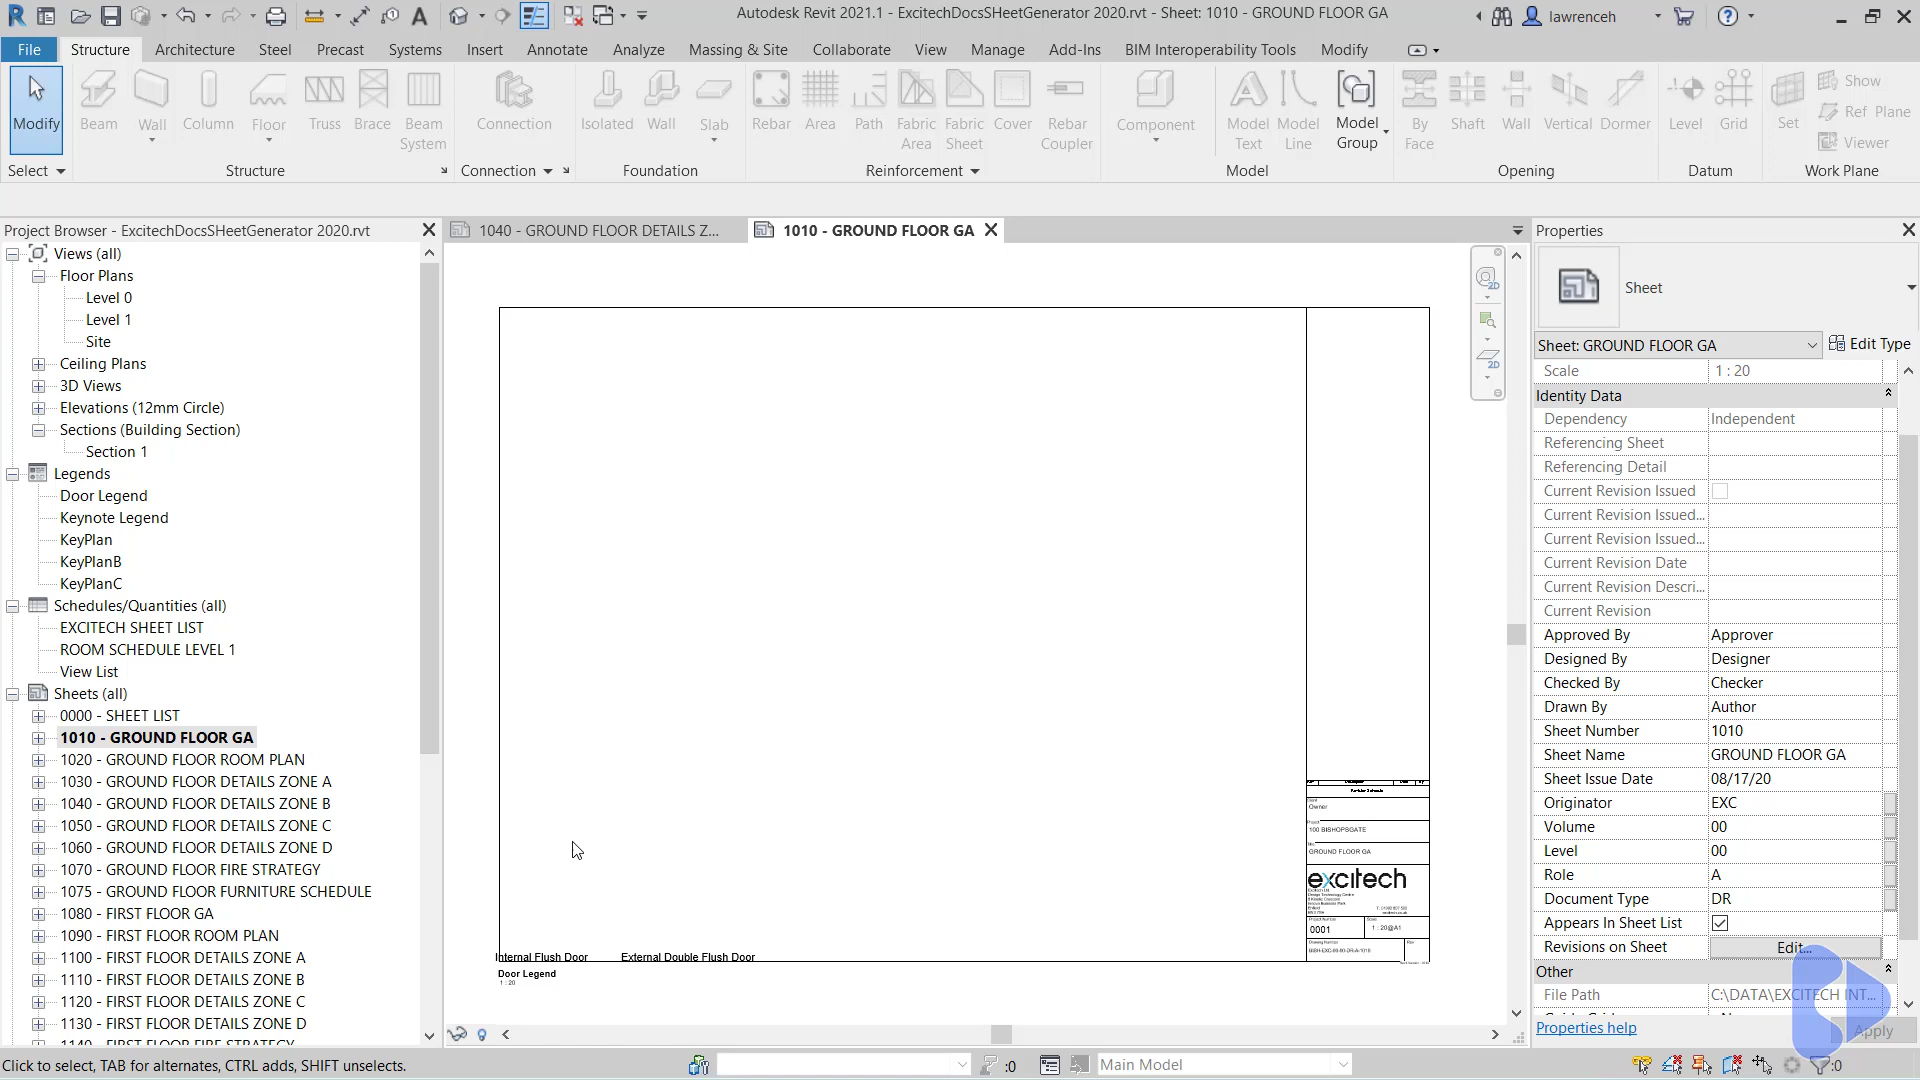 Autodesk Revit 2021.1 - ExcitechDocsSHeetGenerator 2020.rvt - Sheet: 1010 - GROUND FLOOR GA
lawrenceh
File Structure Architecture Steel Precast Systems Insert Annotate Analyze Massing & Site Collaborate View Manage Add-Ins BIM Interoperability Tools Modify
Modify
Beam
Wall
Column
Floor
Truss
Brace
Beam System
Connection
Isolated
Wall
Slab
Rebar
Area
Path
Fabric Area
Fabric Sheet
Cover
Rebar Coupler
Component
Model Text
Model Line
Model Group
By Face
Shaft
Wall
Vertical
Dormer
Level
Grid
Set
Show
Ref Plane
Viewer
Select
Structure
Connection
Foundation
Reinforcement
Model
Opening
Datum
Work Plane
Project Browser - ExcitechDocsSHeetGenerator 2020.rvt
Views (all)
Floor Plans
Level 0
Level 1
Site
Ceiling Plans
3D Views
Elevations (12mm Circle)
Sections (Building Section)
Section 1
Legends
Door Legend
Keynote Legend
KeyPlan
KeyPlanB
KeyPlanC
Schedules/Quantities (all)
EXCITECH SHEET LIST
ROOM SCHEDULE LEVEL 1
View List
Sheets (all)
0000 - SHEET LIST
1010 - GROUND FLOOR GA
1020 - GROUND FLOOR ROOM PLAN
1030 - GROUND FLOOR DETAILS ZONE A
1040 - GROUND FLOOR DETAILS ZONE B
1050 - GROUND FLOOR DETAILS ZONE C
1060 - GROUND FLOOR DETAILS ZONE D
1070 - GROUND FLOOR FIRE STRATEGY
1075 - GROUND FLOOR FURNITURE SCHEDULE
1080 - FIRST FLOOR GA
1090 - FIRST FLOOR ROOM PLAN
1100 - FIRST FLOOR DETAILS ZONE A
1110 - FIRST FLOOR DETAILS ZONE B
1120 - FIRST FLOOR DETAILS ZONE C
1130 - FIRST FLOOR DETAILS ZONE D
1140 - FIRST FLOOR FIRE STRATEGY
1040 - GROUND FLOOR DETAILS Z...
1010 - GROUND FLOOR GA
2D
2D
Owner
100 BISHOPSGATE
GROUND FLOOR GA
excitech
0001
1 : 20@A1
Internal Flush Door
External Double Flush Door
Door Legend
1 : 20
Properties
Sheet
Sheet: GROUND FLOOR GA
Edit Type
Scale 1 : 20
Identity Data
Dependency Independent
Referencing Sheet
Referencing Detail
Current Revision Issued
Current Revision Issued...
Current Revision Issued...
Current Revision Date
Current Revision Descri...
Current Revision
Approved By Approver
Designed By Designer
Checked By Checker
Drawn By Author
Sheet Number 1010
Sheet Name GROUND FLOOR GA
Sheet Issue Date 08/17/20
Originator EXC
Volume 00
Level 00
Role A
Document Type DR
Appears In Sheet List
Revisions on Sheet Edit...
Other
File Path C:\DATA\EXCITECH INT...
Properties help
Apply
Click to select, TAB for alternates, CTRL adds, SHIFT unselects.
:0
Main Model
:0